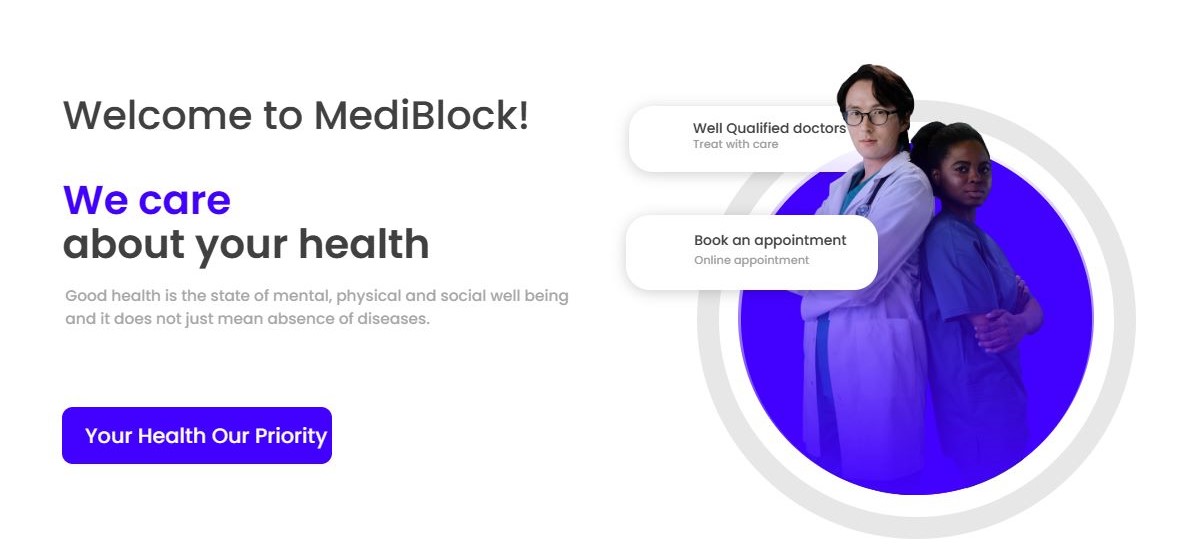 Welcome to MediBlock!
We care
about your health
Good health is the state of mental, physical and social well being
and it does not just mean absence of diseases.
Your Health Our Priority
Well Qualified doctors
Treat with care
Book an appointment
Online appointment